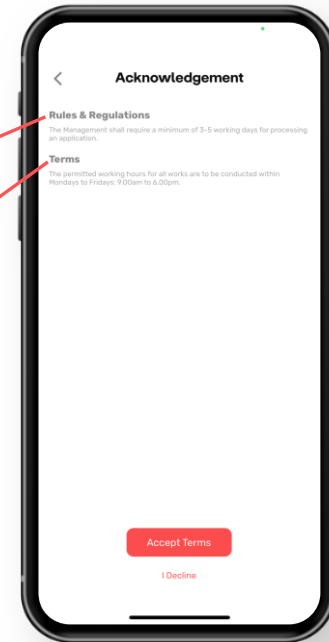 Acknowledgement
Rules & Regulations
The Management shall require a minimum of 3-5 working days for processing
an application.
Terms
The permitted working hours for all works are to be conducted within
Mondays to Fridays: 9.00am to 6.00pm.
Accept Terms
I Decline